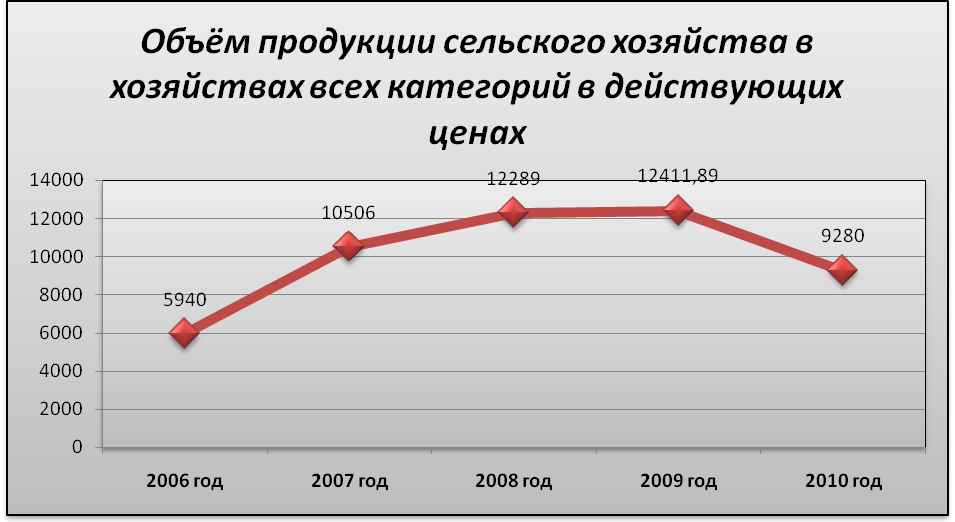 Объём продукции сельского хозяйства в
хозяйствах всех категорий в действующих
ценах
14000
12000
10000
8000
6000
4000
2000
0
5940
10506
12289
12411,89
9280
2006 год
2007 год
2008 год
2009 год
2010 год